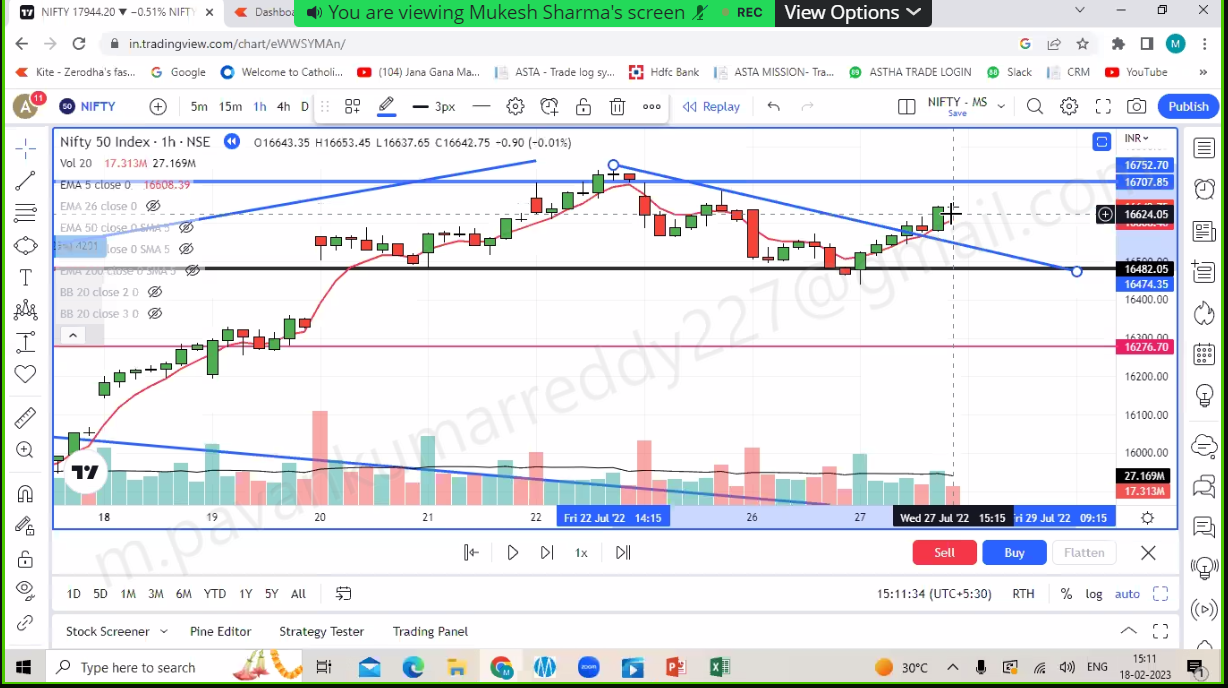 NIFTY 17944.20 ▼ −0.51% NIFT
Dashboa
You are viewing Mukesh Sharma's screen
REC
View Options
in.tradingview.com/chart/eWWSYMAn/
M
Kite - Zerodha's fas...
Google
Welcome to Catholi...
(104) Jana Gana Ma...
ASTA - Trade log sy...
Hdfc Bank
ASTA MISSION- Tra...
ASTHA TRADE LOGIN
Slack
CRM
YouTube
»
A
11
50
NIFTY
5m
15m
1h
4h
D
3px
Replay
NIFTY - MS
Save
Publish
Nifty 50 Index · 1h · NSE
O16643.35 H16653.45 L16637.65 C16642.75 −0.90 (−0.01%)
INR
Vol 20 17.313M 27.169M
16752.70
EMA 5 close 0 16608.39
16707.85
EMA 26 close 0
16624.05
EMA 50 close 0 SMA 5
lose 0 SMA 5
EMA 200 close 0 SMA 5
16482.05
16474.35
BB 20 close 2 0
16400.00
BB 20 close 3 0
16300.00
16276.70
16200.00
16100.00
16000.00
27.169M
17.313M
18
19
20
21
22
Fri 22 Jul '22 14:15
26
27
Wed 27 Jul '22 15:15
Fri 29 Jul '22 09:15
m.pavankumarreddy227@gmail.com
1x
Sell
Buy
Flatten
1D
5D
1M
3M
6M
YTD
1Y
5Y
All
15:11:34 (UTC+5:30)
RTH
%
log
auto
Stock Screener
Pine Editor
Strategy Tester
Trading Panel
Type here to search
zoom
30°C
ENG
15:11
18-02-2023
1